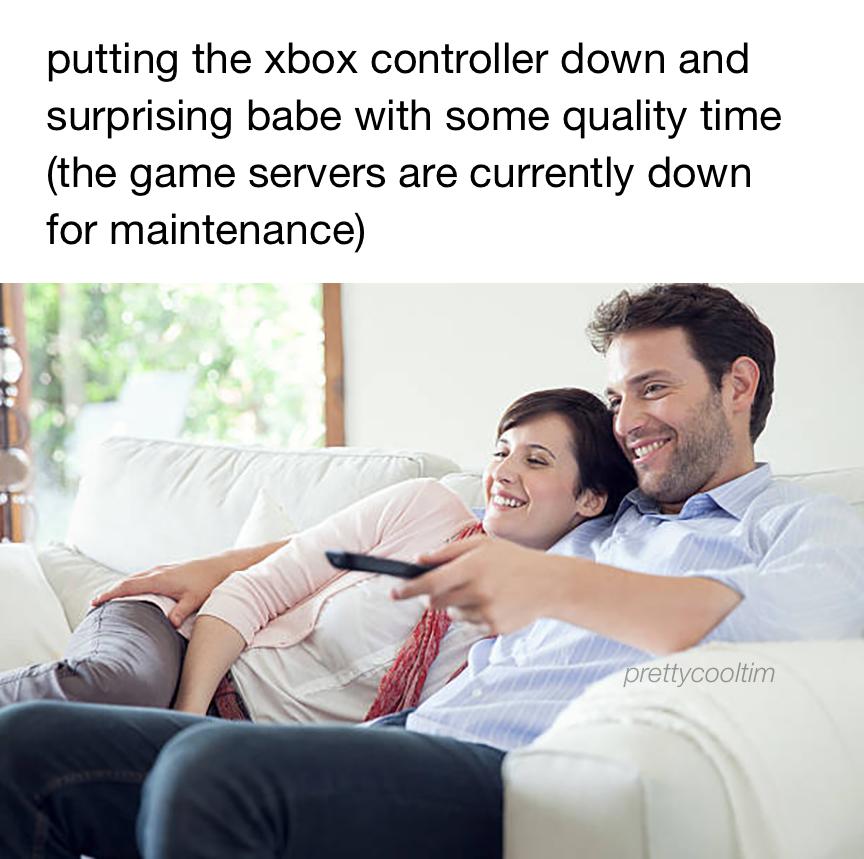 putting the xbox controller down and
surprising babe with some quality time
(the game servers are currently down
for maintenance)
prettycooltim